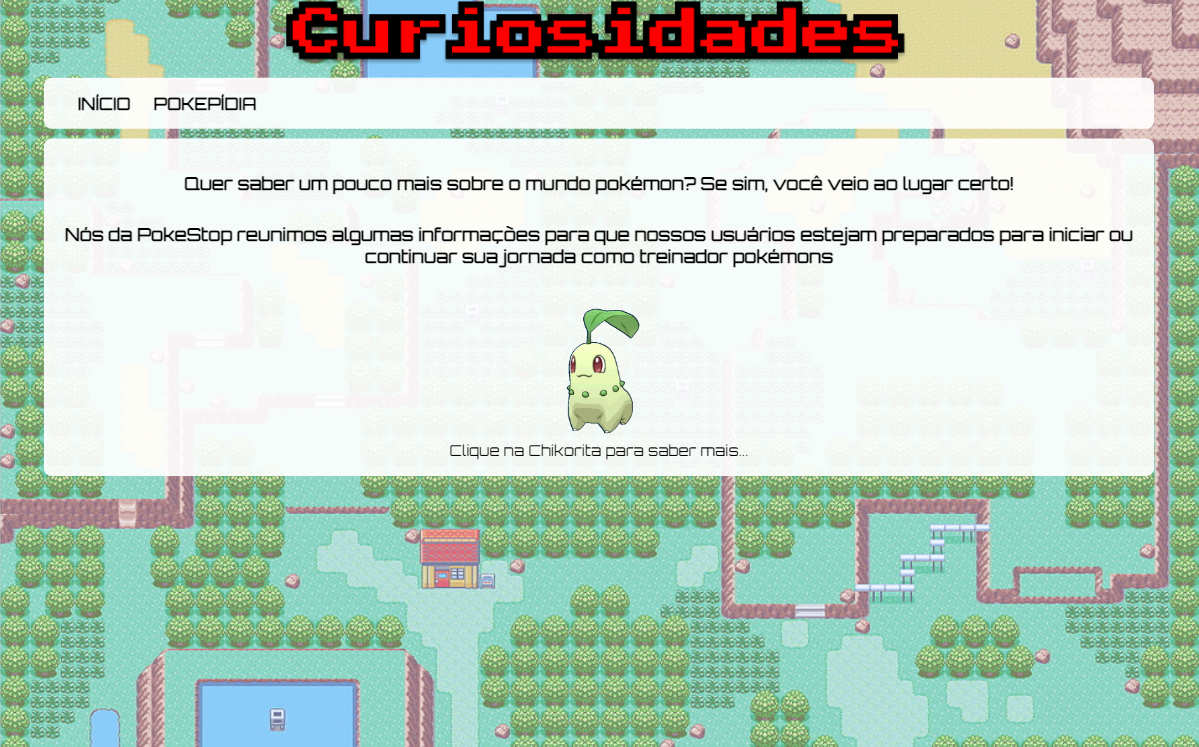 Curiosidades
INÍCIO POKEPÍDIA
Quer saber um pouco mais sobre o mundo pokémon? Se sim, você veio ao lugar certo!
Nós da PokeStop reunimos algumas informações para que nossos usuários estejam preparados para iniciar ou
continuar sua jornada como treinador pokémons
Clique na Chikorita para saber mais...